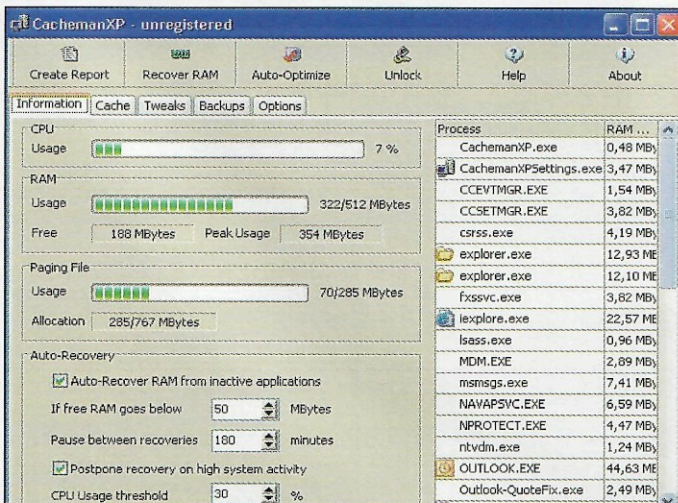 CachemanXP - unregistered
Create Report Recover RAM Auto-Optimize Unlock Help About
Information Cache Tweaks Backups Options
CPU
Usage 7 %
RAM
Usage 322/512 MBytes
Free 188 MBytes Peak Usage 354 MBytes
Paging File
Usage 70/285 MBytes
Allocation 285/767 MBytes
Auto-Recovery
Auto-Recover RAM from inactive applications
If free RAM goes below 50 MBytes
Pause between recoveries 180 minutes
Postpone recovery on high system activity
CPU Usage threshold 30 %
Process RAM ...
CachemanXP.exe 0,48 MBy
CachemanXPSettings.exe 3,47 MBy
CCEVTMGR.EXE 1,54 MBy
CCSETMGR.EXE 3,82 MBy
csrss.exe 4,19 MBy
explorer.exe 12,93 ME
explorer.exe 12,10 ME
fxssvc.exe 3,82 MBy
iexplore.exe 22,57 ME
lsass.exe 0,96 MBy
MDM.EXE 2,89 MBy
msmsgs.exe 7,41 MBy
NAVAPSVC.EXE 6,59 MBy
NPROTECT.EXE 4,47 MBy
ntvdm.exe 1,24 MBy
OUTLOOK.EXE 44,63 ME
Outlook-QuoteFix.exe 2,49 MBy